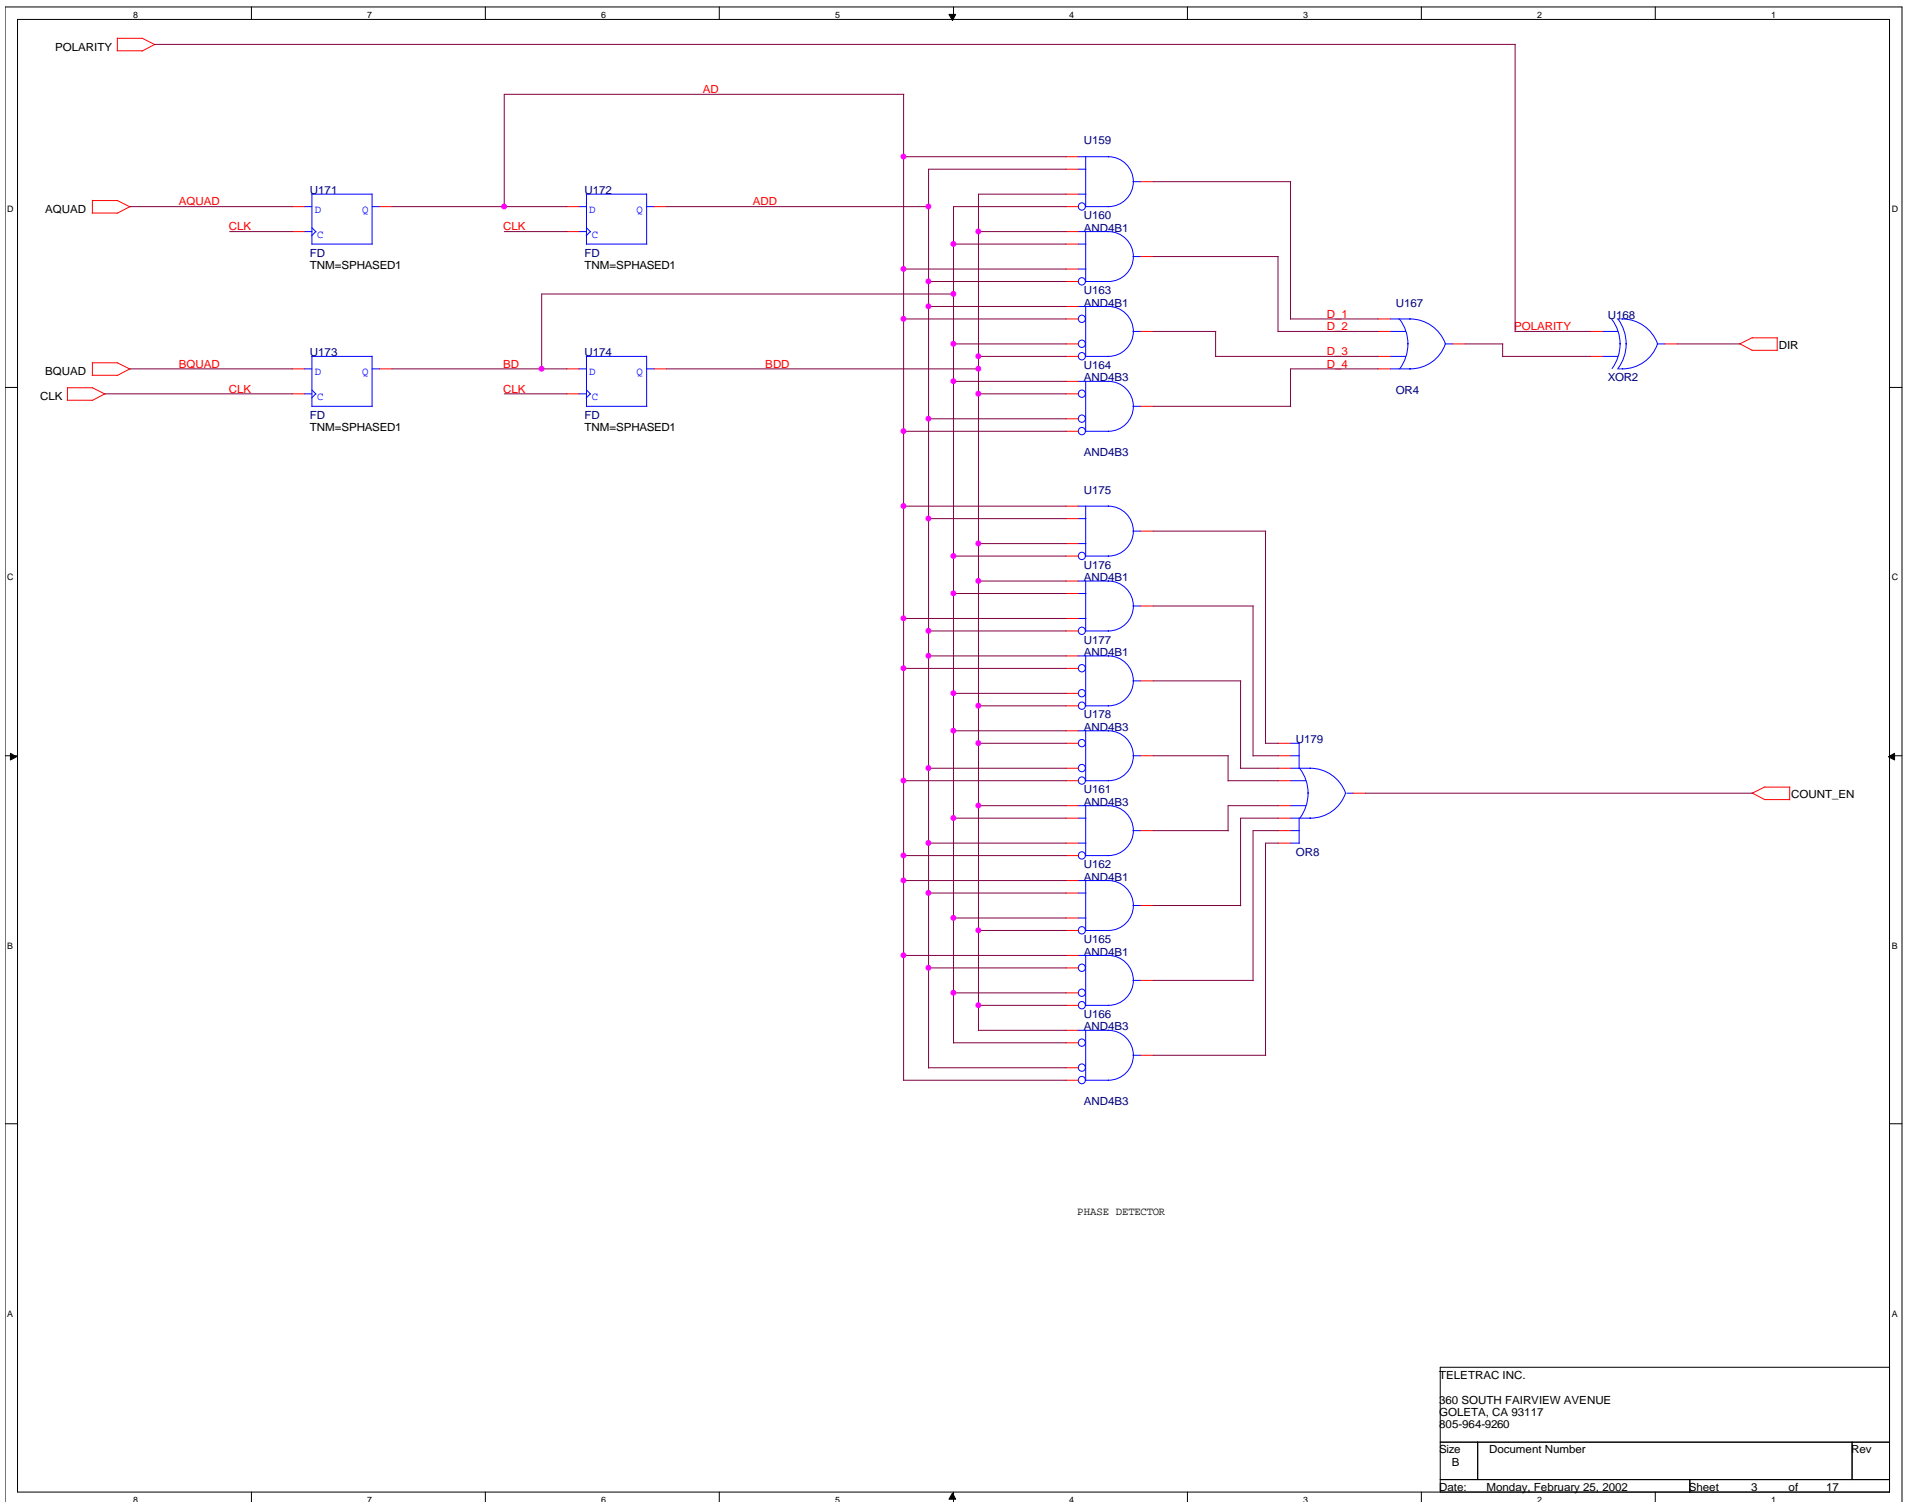 8 7 6 5 4 3 2 1
POLARITY
AD
U159
U171
U172
AQUAD
AQUAD
ADD
D
D
D Q
D Q
CLK
C
CLK
C
U160
AND4B1
FD
TNM=SPHASED1
FD
TNM=SPHASED1
U163
AND4B1
U167
D_1
D_2
D_3
D_4
POLARITY
U168
DIR
U173
U174
BQUAD
BQUAD
BD
BDD
D Q
D Q
U164
AND4B3
XOR2
OR4
CLK
CLK
C
CLK
C
FD
TNM=SPHASED1
FD
TNM=SPHASED1
AND4B3
U175
C
C
U176
AND4B1
U177
AND4B1
U178
AND4B3
U179
U161
AND4B3
COUNT_EN
OR8
U162
AND4B1
B
B
U165
AND4B1
U166
AND4B3
AND4B3
PHASE DETECTOR
A
A
TELETRAC INC.
360 SOUTH FAIRVIEW AVENUE
GOLETA, CA 93117
805-964-9260
Size
B
Document Number
Rev
Date: Monday, February 25, 2002 Sheet 3 of 17
8 7 6 5 4 3 2 1